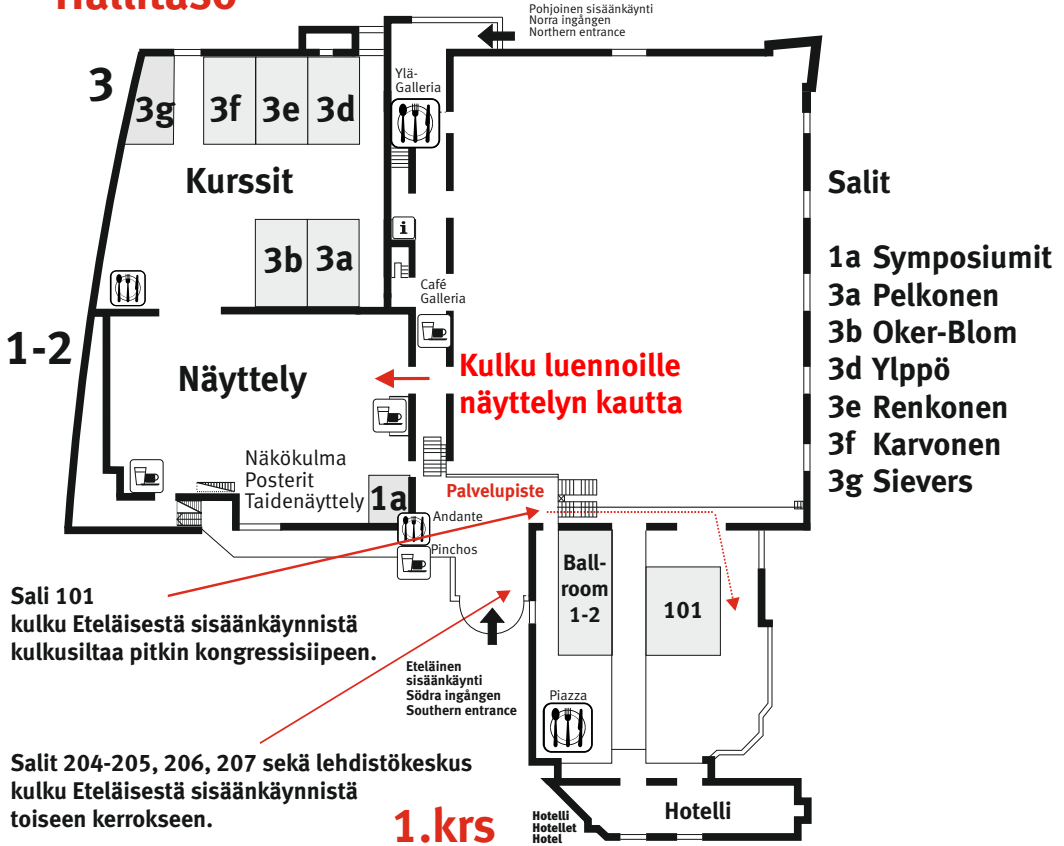 Hallitaso
Pohjoinen sisäänkäynti
Norra ingången
Northern entrance
3
Ylä-
Galleria
3g
3f
3e
3d
Kurssit
Salit
i
3b
3a
1a Symposiumit
3a Pelkonen
3b Oker-Blom
3d Ylppö
3e Renkonen
3f Karvonen
3g Sievers
Café
Galleria
1-2
Näyttely
Kulku luennoille
näyttelyn kautta
Näkökulma
Posterit
Taidenäyttely
1a
Palvelupiste
Andante
Pinchos
Ball-
room
1-2
101
Sali 101
kulku Eteläisestä sisäänkäynnistä
kulkusiltaa pitkin kongressisiipeen.
Eteläinen
sisäänkäynti
Södra ingången
Southern entrance
Piazza
Salit 204-205, 206, 207 sekä lehdistökeskus
kulku Eteläisestä sisäänkäynnistä
toiseen kerrokseen.
1.krs
Hotelli
Hotellet
Hotel
Hotelli